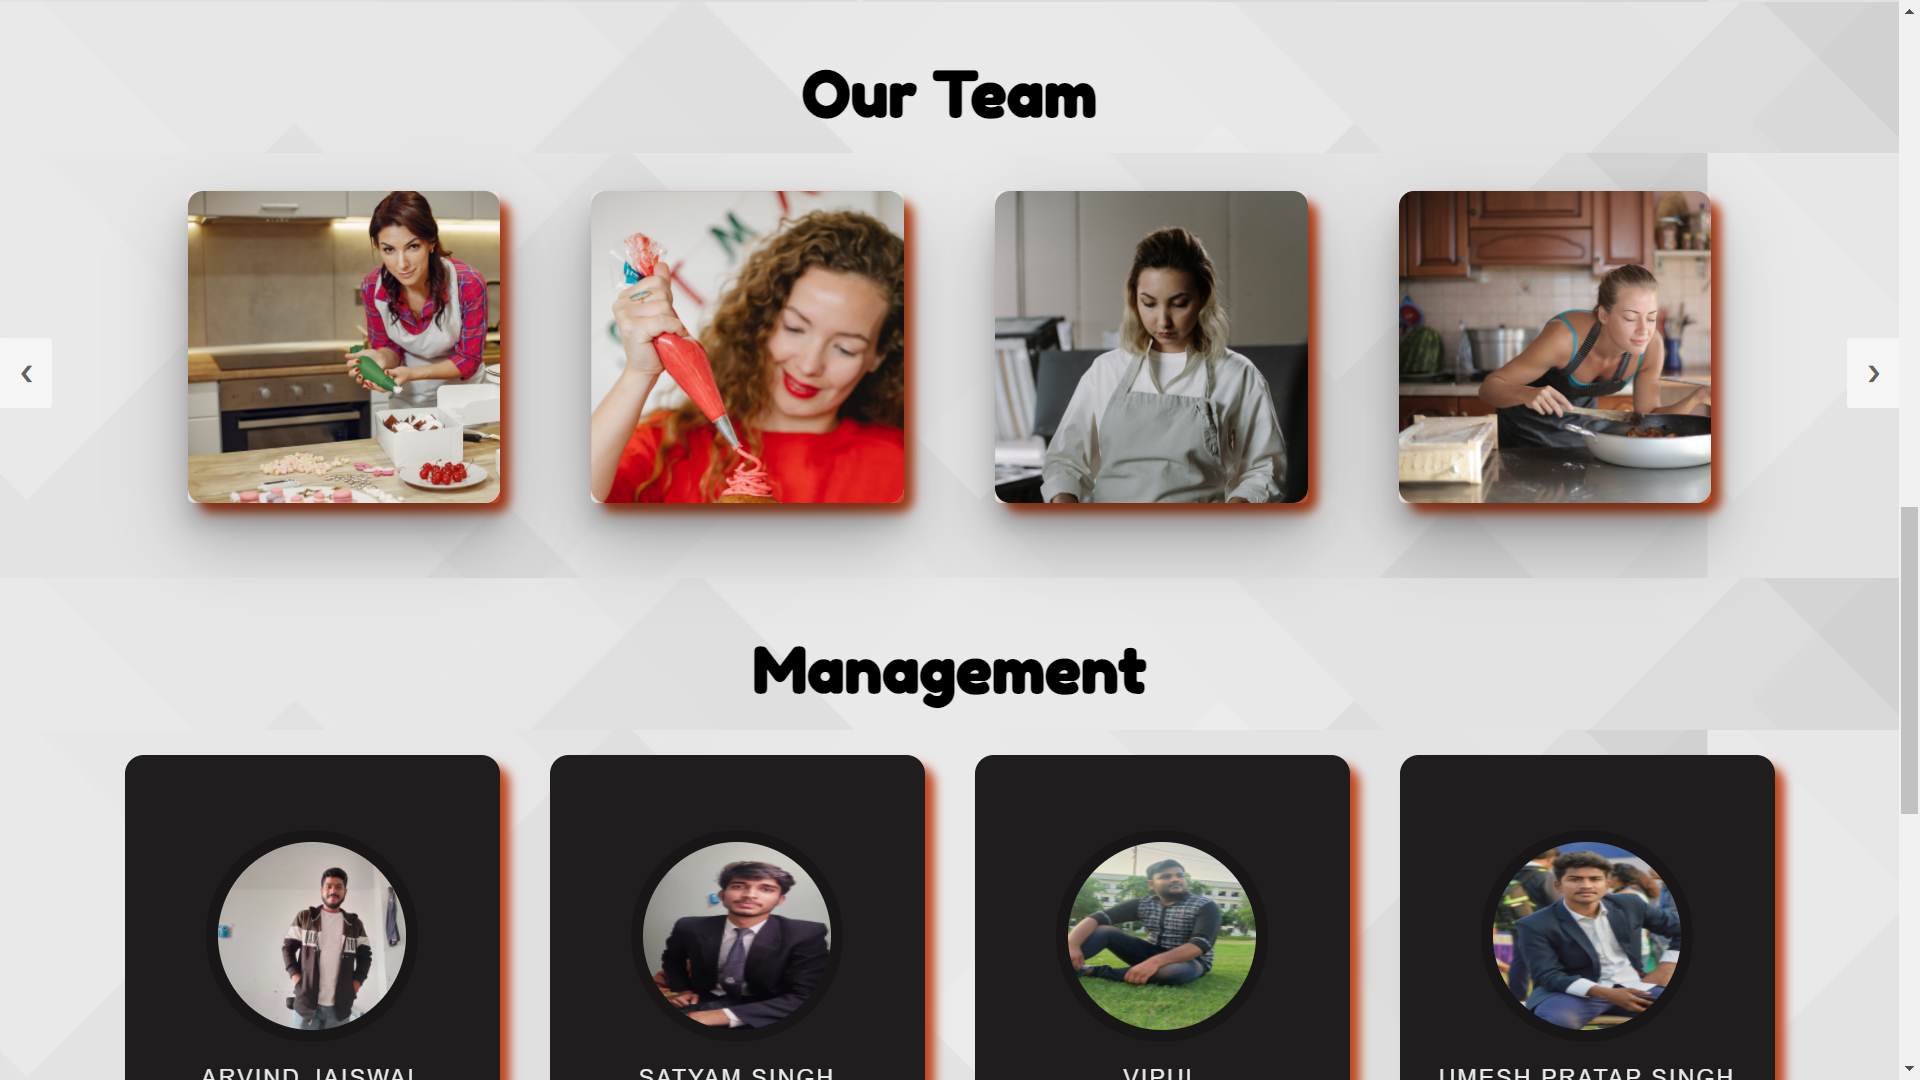 Our Team
Management
ARVIND JAISWAL
SATYAM SINGH
VIPUL
UMESH PRATAP SINGH